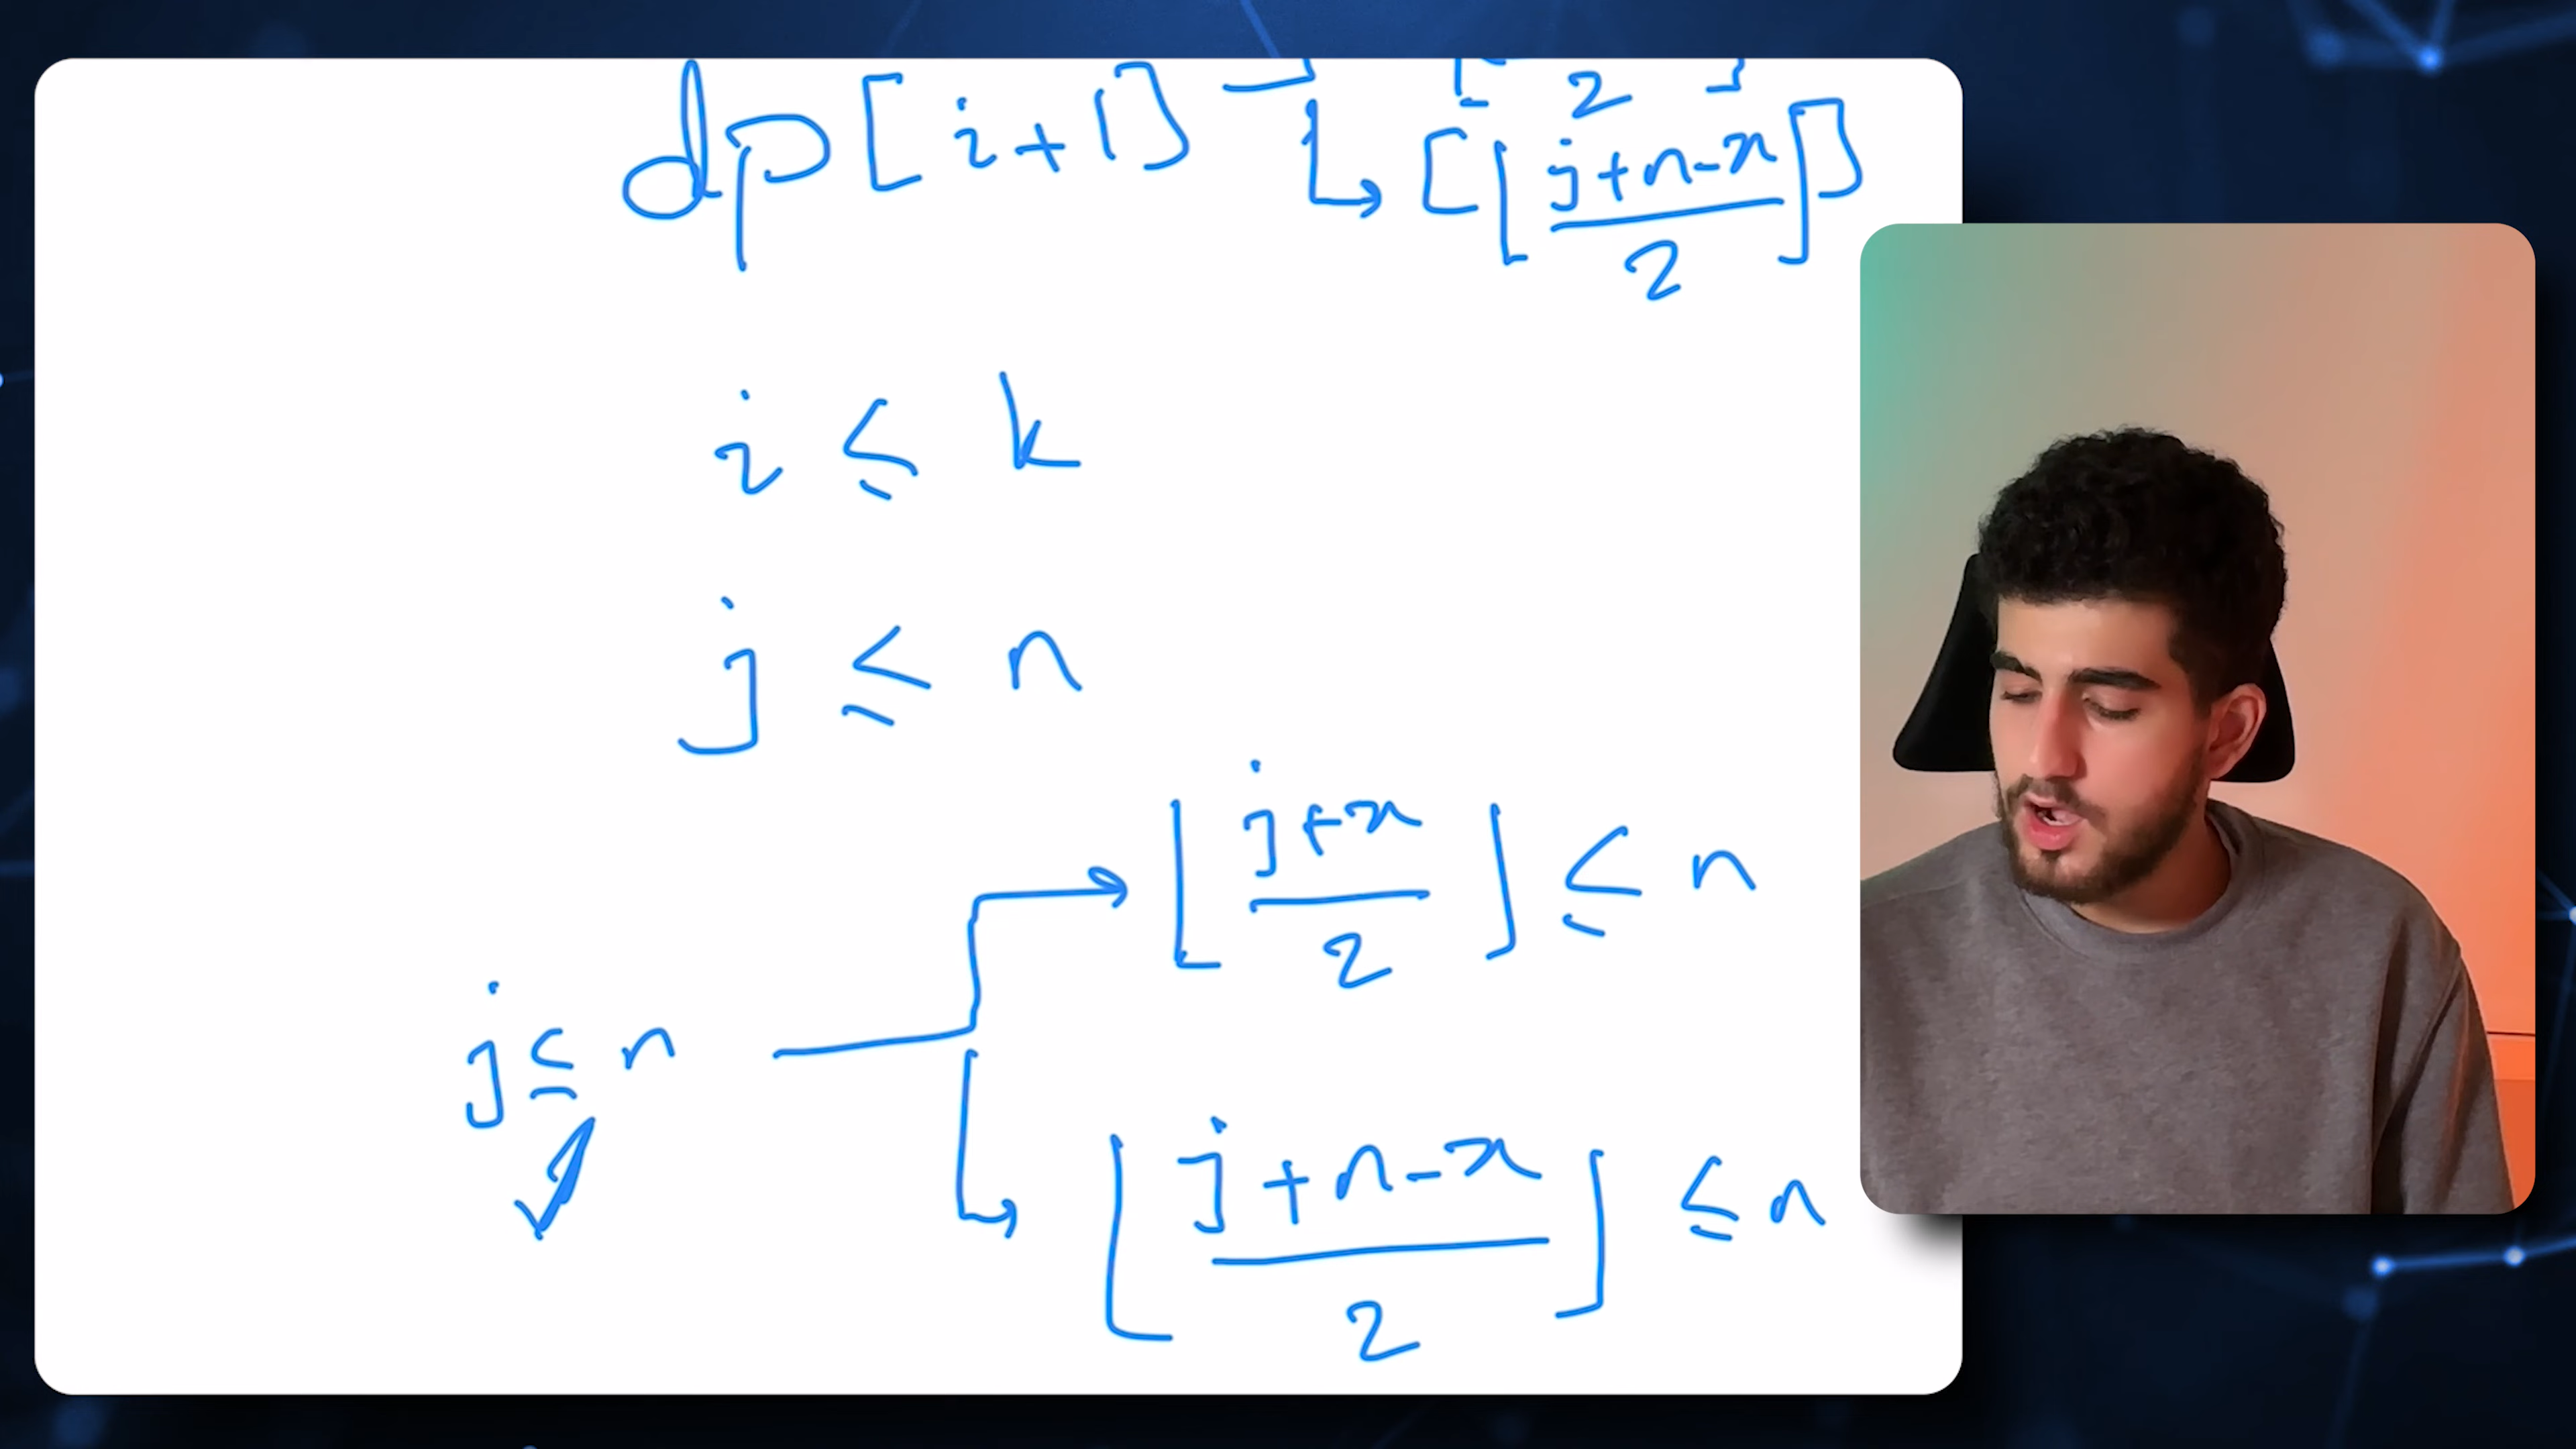 dp[i+1] → [⌊(j+n-x)/2⌋]
i ≤ k
j ≤ n
⌊(j+x)/2⌋ ≤ n
j ≤ n
⌊(j+n-x)/2⌋ ≤ n